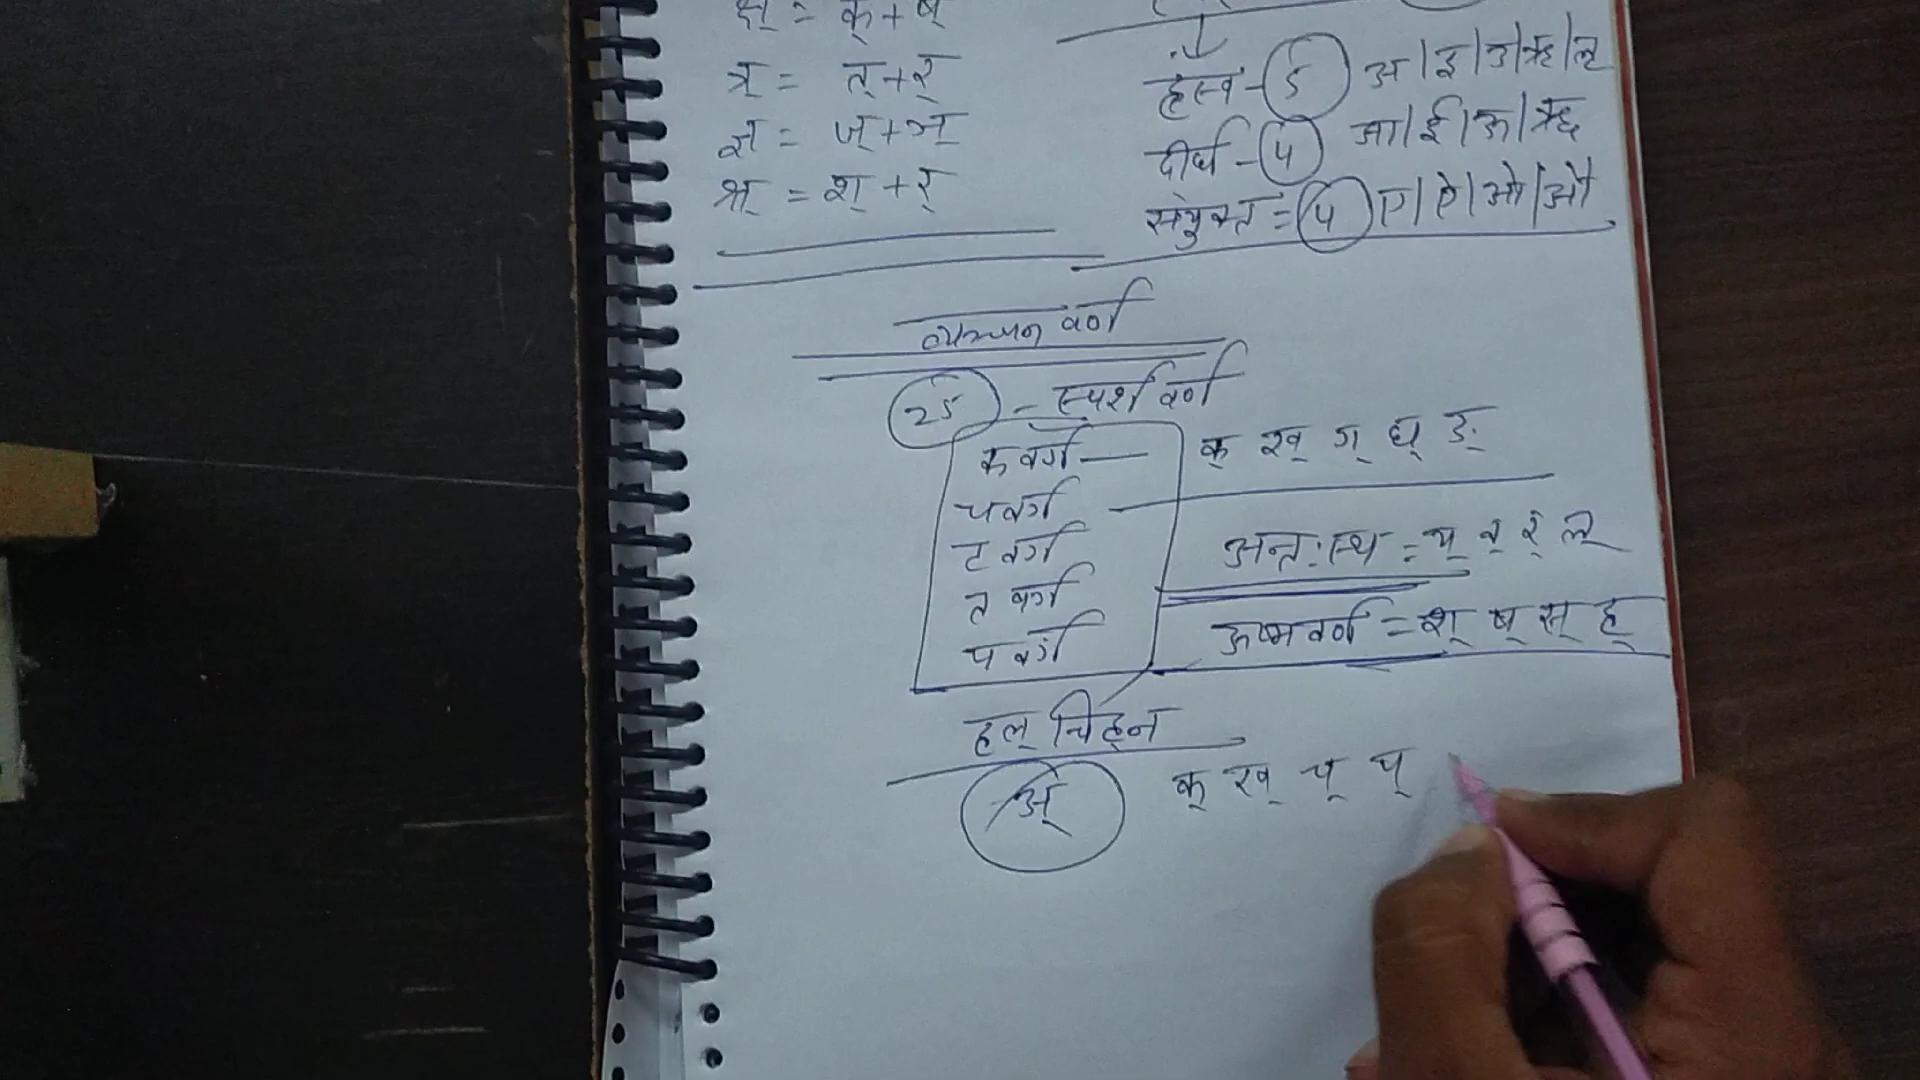 क्ष् = क् + ष्
त्र् = त् + र्
ज्ञ = ज् + ञ्
श्र् = श् + र्
ह्रस्व - 5 अ | इ | उ | ऋ | लृ
दीर्घ - 4 आ | ई | ऊ | ॠ
संयुक्त = 4 ए | ऐ | ओ | औ
व्यञ्जन वर्ण
25 - स्पर्श वर्ण
क वर्ग — क् ख् ग् घ् ङ्
च वर्ग
ट वर्ग
त वर्ग
प वर्ग
अन्त:स्थ = य् व् र् ल्
ऊष्म वर्ण = श् ष् स् ह्
हल् चिह्न
अ् क् ख् च् य्